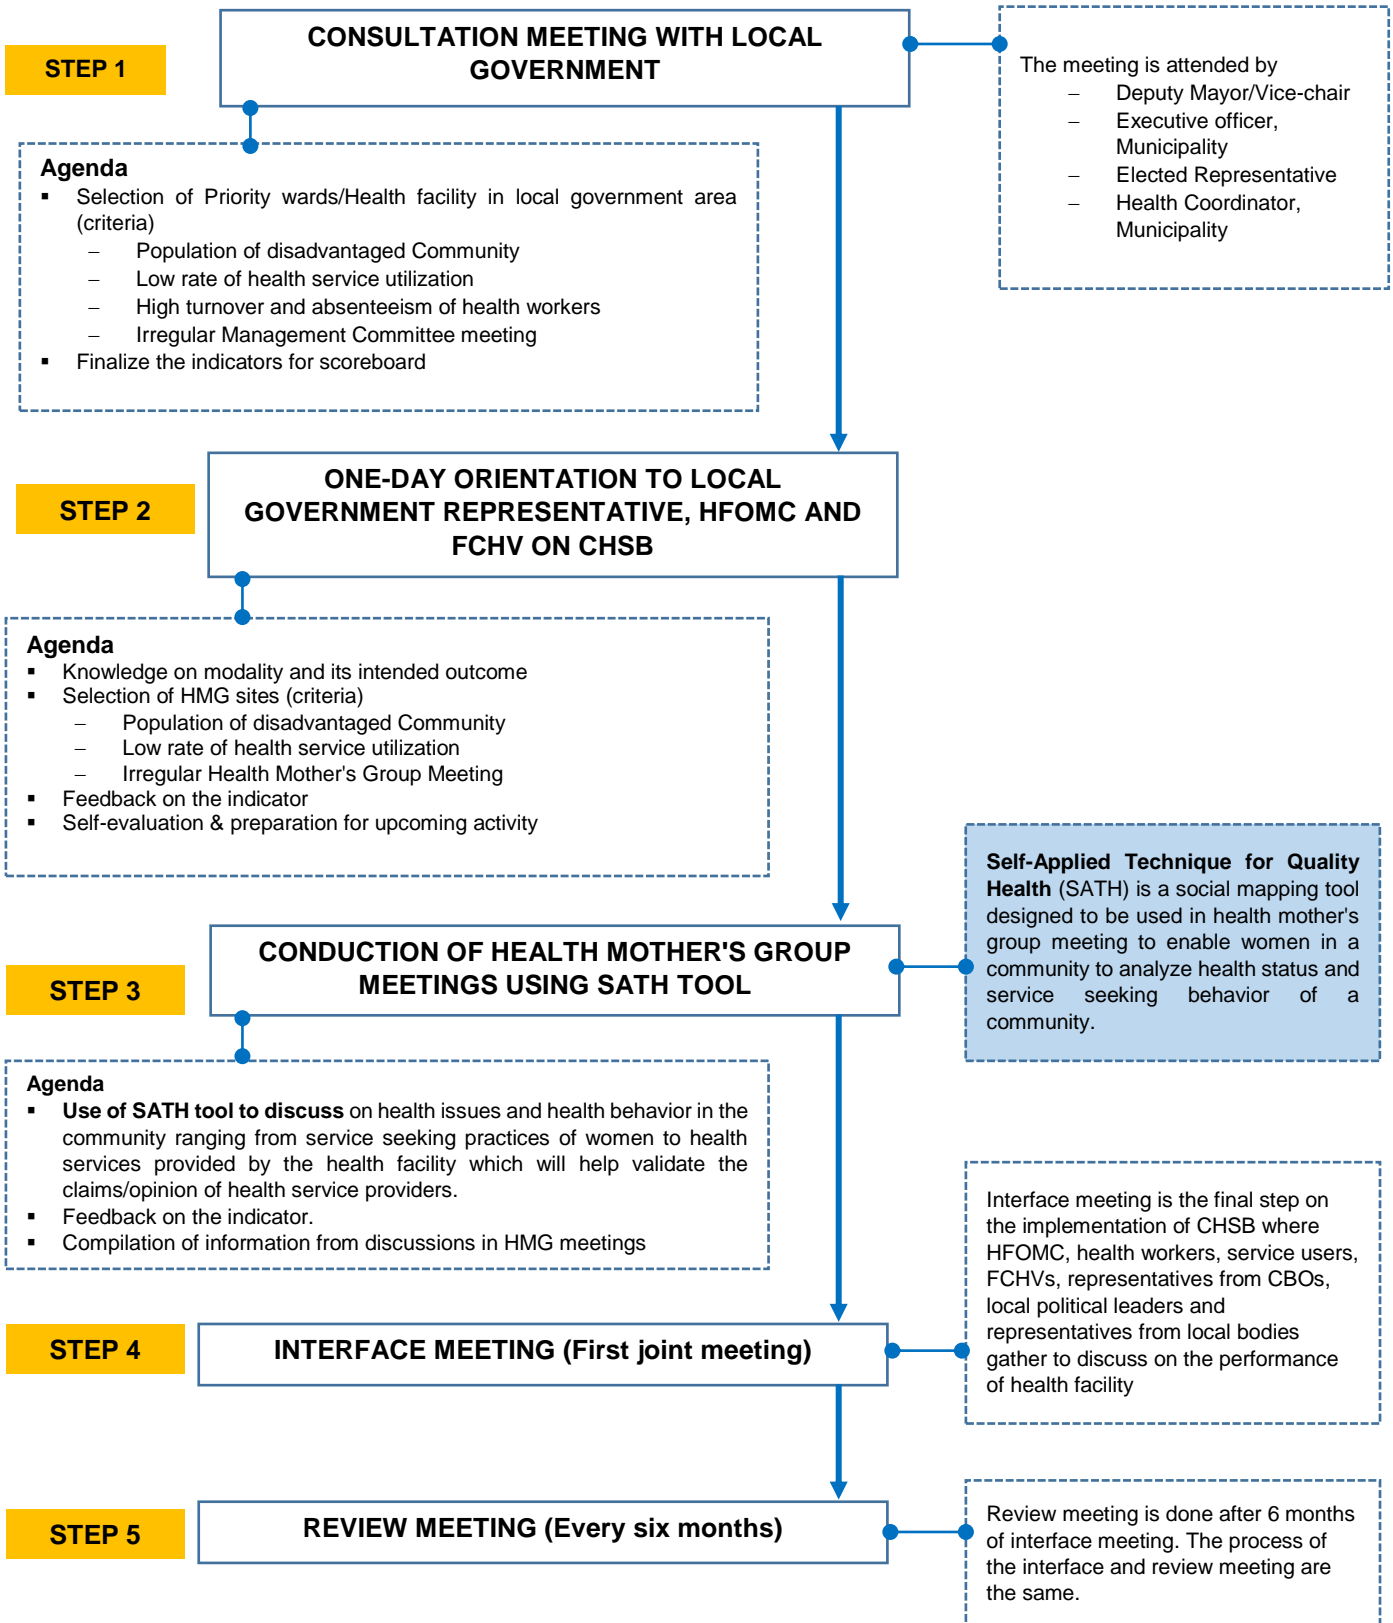 STEP 1
CONSULTATION MEETING WITH LOCAL
GOVERNMENT
The meeting is attended by
– Deputy Mayor/Vice-chair
– Executive officer,
Municipality
– Elected Representative
– Health Coordinator,
Municipality
Agenda
▪ Selection of Priority wards/Health facility in local government area
(criteria)
– Population of disadvantaged Community
– Low rate of health service utilization
– High turnover and absenteeism of health workers
– Irregular Management Committee meeting
▪ Finalize the indicators for scoreboard
STEP 2
ONE-DAY ORIENTATION TO LOCAL
GOVERNMENT REPRESENTATIVE, HFOMC AND
FCHV ON CHSB
Agenda
▪ Knowledge on modality and its intended outcome
▪ Selection of HMG sites (criteria)
– Population of disadvantaged Community
– Low rate of health service utilization
– Irregular Health Mother's Group Meeting
▪ Feedback on the indicator
▪ Self-evaluation & preparation for upcoming activity
STEP 3
CONDUCTION OF HEALTH MOTHER'S GROUP
MEETINGS USING SATH TOOL
Self-Applied Technique for Quality
Health (SATH) is a social mapping tool
designed to be used in health mother's
group meeting to enable women in a
community to analyze health status and
service seeking behavior of a
community.
Agenda
▪ Use of SATH tool to discuss on health issues and health behavior in the
community ranging from service seeking practices of women to health
services provided by the health facility which will help validate the
claims/opinion of health service providers.
▪ Feedback on the indicator.
▪ Compilation of information from discussions in HMG meetings
STEP 4
INTERFACE MEETING (First joint meeting)
Interface meeting is the final step on
the implementation of CHSB where
HFOMC, health workers, service users,
FCHVs, representatives from CBOs,
local political leaders and
representatives from local bodies
gather to discuss on the performance
of health facility
STEP 5
REVIEW MEETING (Every six months)
Review meeting is done after 6 months
of interface meeting. The process of
the interface and review meeting are
the same.